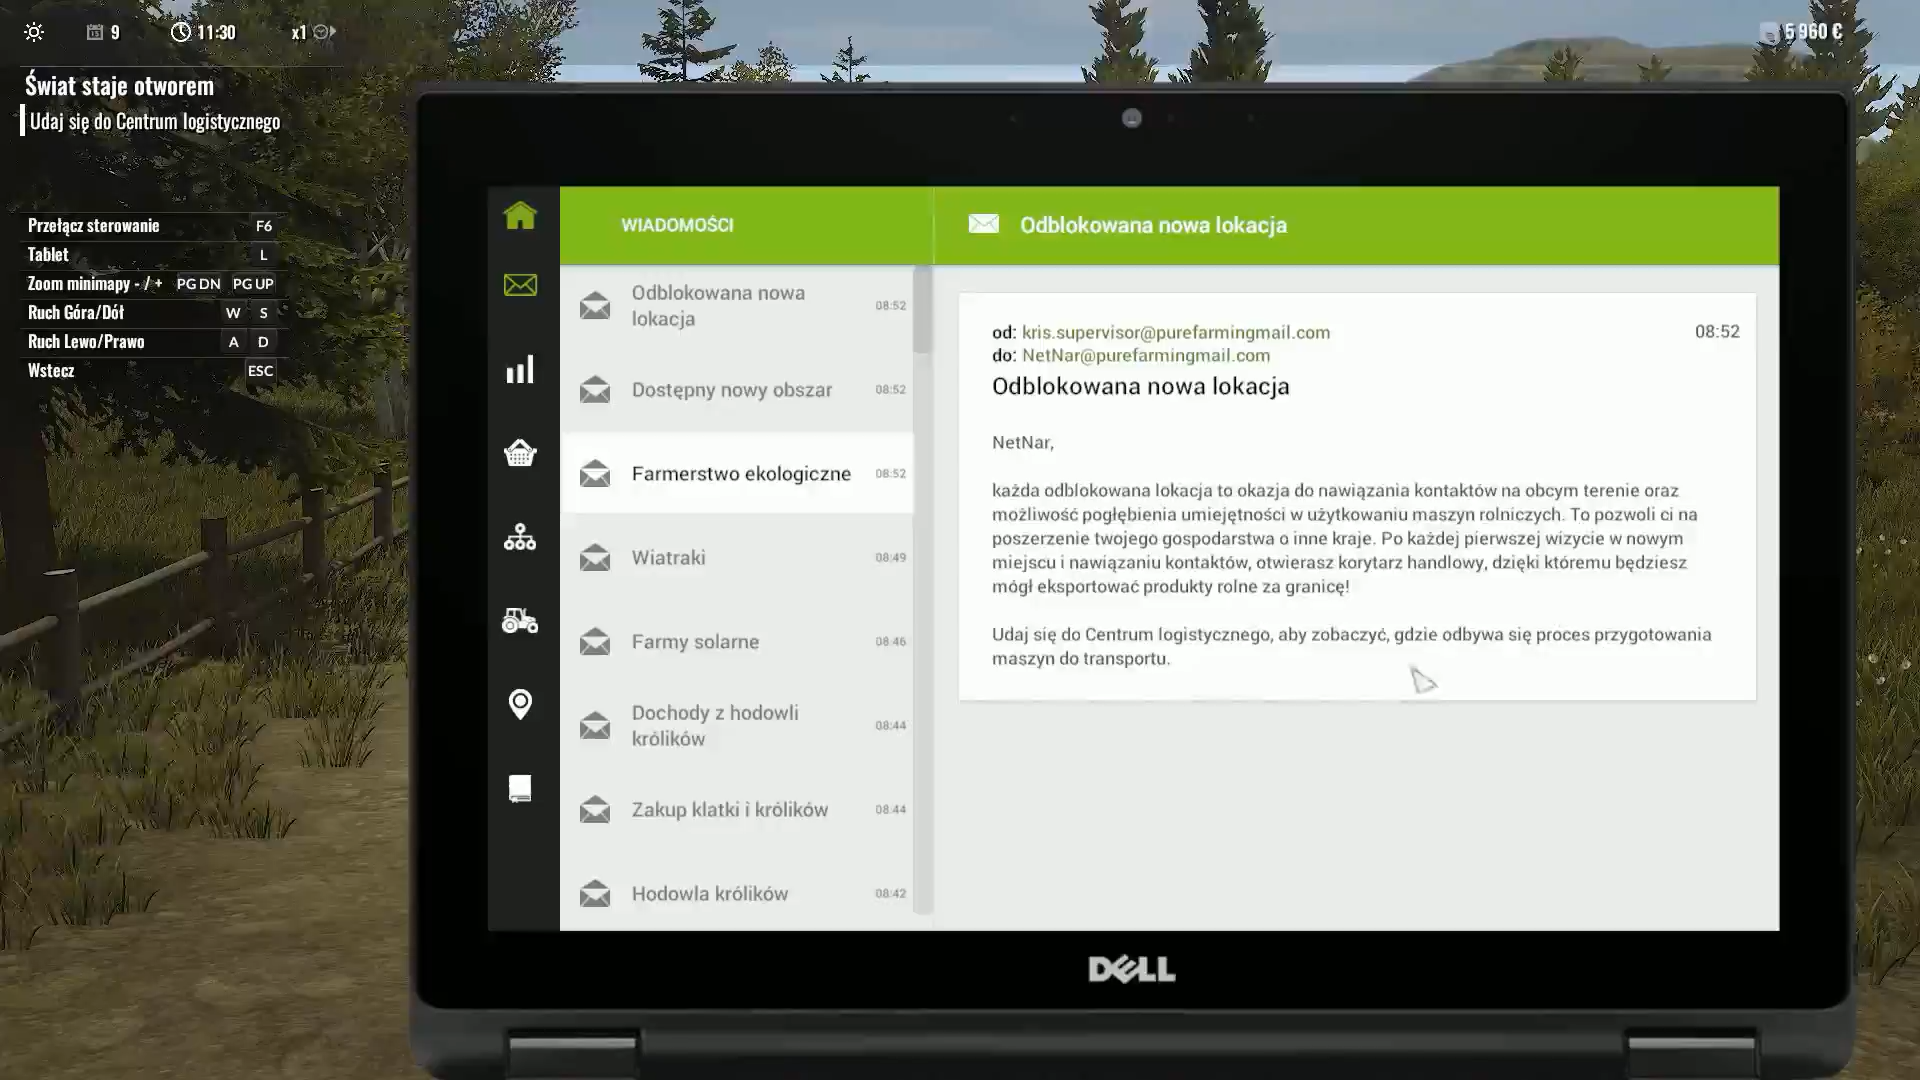 9
11:30
x1
5 960 €
Świat staje otworem
Udaj się do Centrum logistycznego
Przełącz sterowanie F6
Tablet L
Zoom minimapy - / + PG DN PG UP
Ruch Góra/Dół W S
Ruch Lewo/Prawo A D
Wstecz ESC
WIADOMOŚCI
Odblokowana nowa
lokacja
08:52
Dostępny nowy obszar 08:52
Farmerstwo ekologiczne 08:52
Wiatraki 08:49
Farmy solarne 08:46
Dochody z hodowli
królików
08:44
Zakup klatki i królików 08:44
Hodowla królików 08:42
Odblokowana nowa lokacja
od: kris.supervisor@purefarmingmail.com 08:52
do: NetNar@purefarmingmail.com
Odblokowana nowa lokacja
NetNar,
każda odblokowana lokacja to okazja do nawiązania kontaktów na obcym terenie oraz
możliwość pogłębienia umiejętności w użytkowaniu maszyn rolniczych. To pozwoli ci na
poszerzenie twojego gospodarstwa o inne kraje. Po każdej pierwszej wizycie w nowym
miejscu i nawiązaniu kontaktów, otwierasz korytarz handlowy, dzięki któremu będziesz
mógł eksportować produkty rolne za granicę!
Udaj się do Centrum logistycznego, aby zobaczyć, gdzie odbywa się proces przygotowania
maszyn do transportu.
DELL